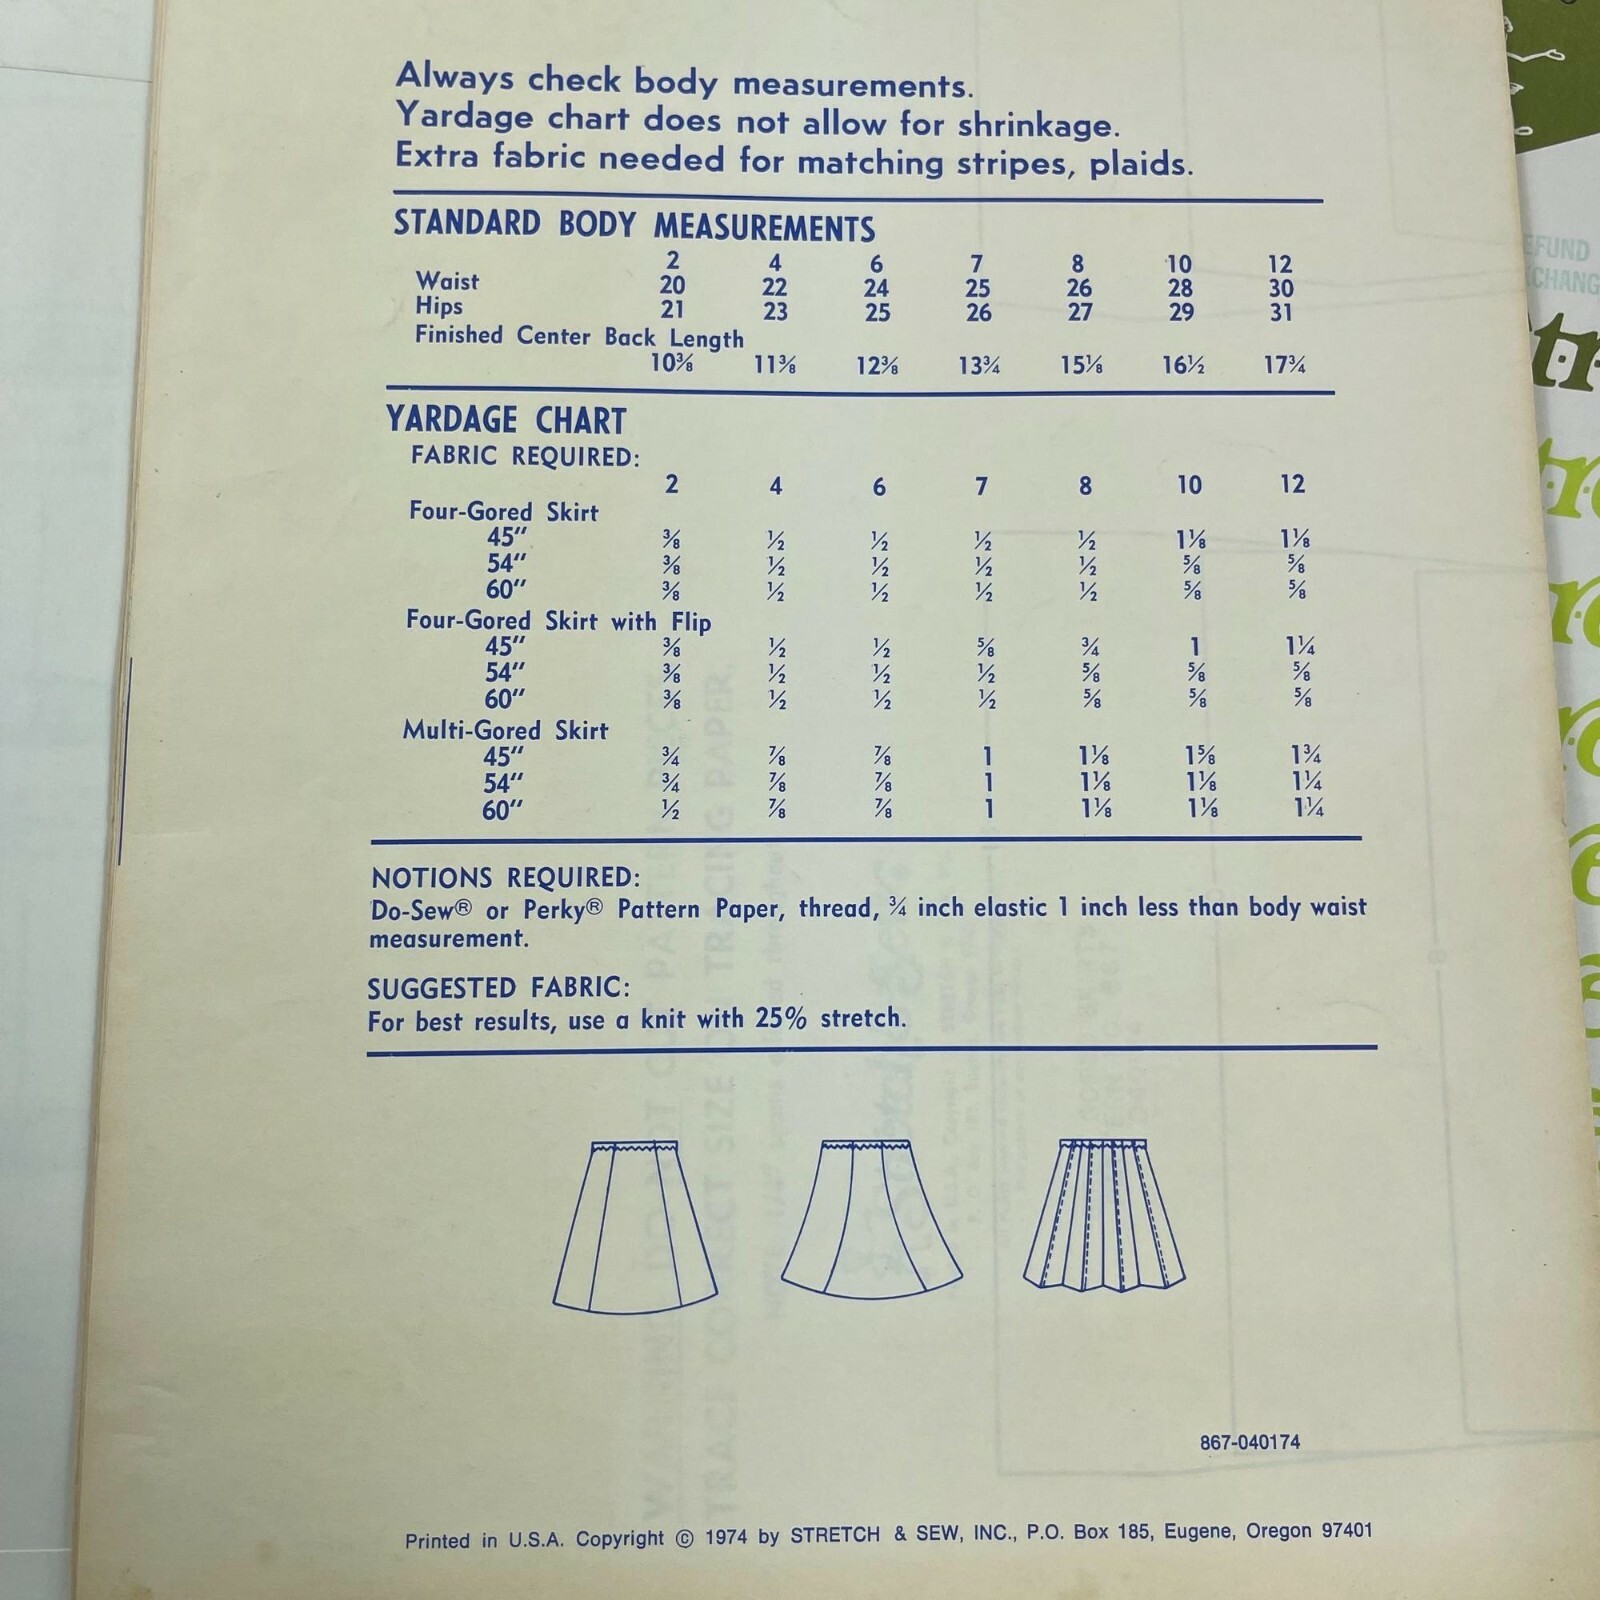 Always check body measurements.
Yardage chart does not allow for shrinkage.
Extra fabric needed for matching stripes, plaids.
STANDARD BODY MEASUREMENTS
2 4 6 7 8 10 12
Waist 20 22 24 25 26 28 30
Hips 21 23 25 26 27 29 31
Finished Center Back Length
10⅜ 11⅜ 12⅜ 13¾ 15⅛ 16½ 17¾
YARDAGE CHART
FABRIC REQUIRED:
2 4 6 7 8 10 12
Four-Gored Skirt
45" ⅜ ½ ½ ½ ½ 1⅛ 1⅛
54" ⅜ ½ ½ ½ ½ ⅝ ⅝
60" ⅜ ½ ½ ½ ½ ⅝ ⅝
Four-Gored Skirt with Flip
45" ⅜ ½ ½ ⅝ ¾ 1 1¼
54" ⅜ ½ ½ ½ ⅝ ⅝ ⅝
60" ⅜ ½ ½ ½ ⅝ ⅝ ⅝
Multi-Gored Skirt
45" ¾ ⅞ ⅞ 1 1⅛ 1⅝ 1¾
54" ¾ ⅞ ⅞ 1 1⅛ 1⅛ 1¼
60" ½ ⅞ ⅞ 1 1⅛ 1⅛ 1¼
NOTIONS REQUIRED:
Do-Sew® or Perky® Pattern Paper, thread, ¾ inch elastic 1 inch less than body waist
measurement.
SUGGESTED FABRIC:
For best results, use a knit with 25% stretch.
867-040174
Printed in U.S.A. Copyright © 1974 by STRETCH & SEW, INC., P.O. Box 185, Eugene, Oregon 97401